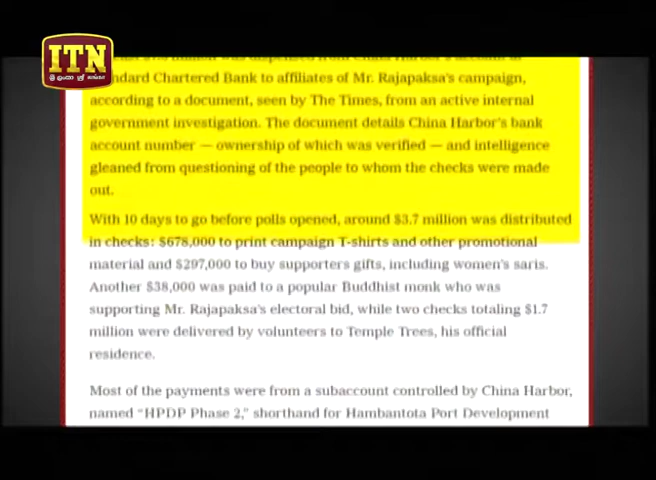 ITN
ndard Chartered Bank to affiliates of Mr. Rajapaksa's campaign,
according to a document, seen by The Times, from an active internal
government investigation. The document details China Harbor's bank
account number — ownership of which was verified — and intelligence
gleaned from questioning of the people to whom the checks were made
out.
With 10 days to go before polls opened, around $3.7 million was distributed
in checks: $678,000 to print campaign T-shirts and other promotional
material and $297,000 to buy supporters gifts, including women's saris.
Another $38,000 was paid to a popular Buddhist monk who was
supporting Mr. Rajapaksa's electoral bid, while two checks totaling $1.7
million were delivered by volunteers to Temple Trees, his official
residence.
Most of the payments were from a subaccount controlled by China Harbor,
named “HPDP Phase 2,” shorthand for Hambantota Port Development